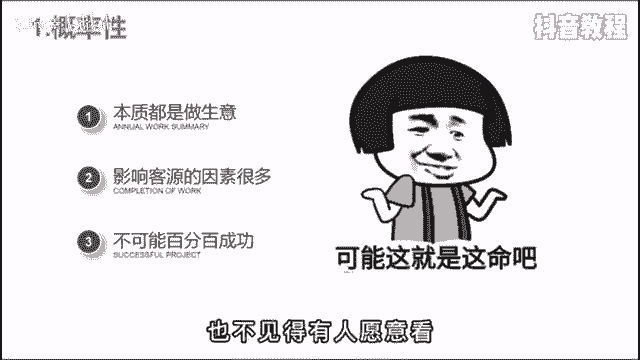 1.概率性
抖音教程
1
本质都是做生意
ANNUAL WORK SUMMARY
2
影响客源的因素很多
COMPLETION OF WORK
3
不可能百分百成功
SUCCESSFUL PROJECT
可能这就是这命吧
也不见得有人愿意看